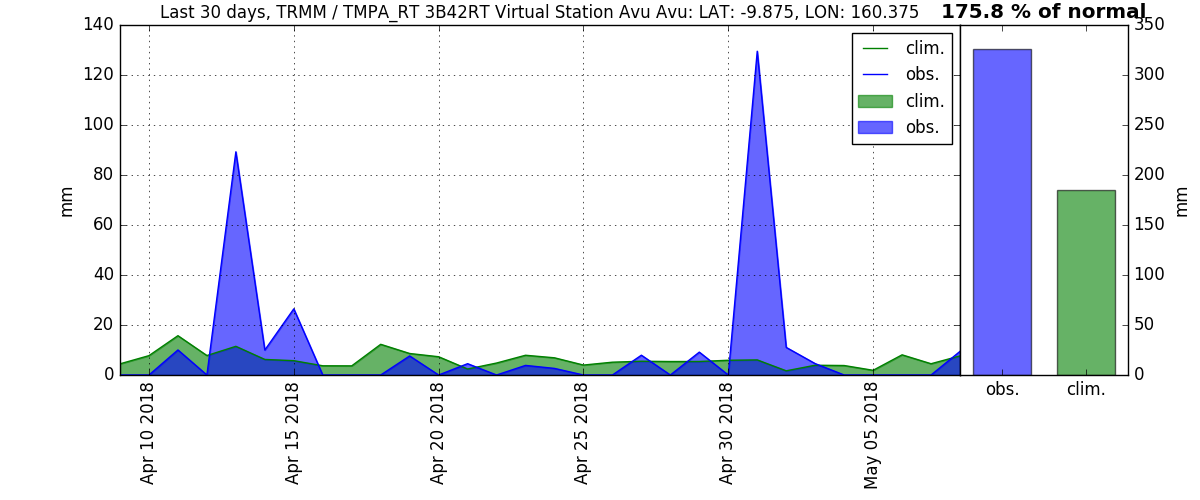 Last 30 days, TRMM / TMPA_RT 3B42RT Virtual Station Avu Avu: LAT: -9.875, LON: 160.375
175.8 % of normal
140
120
100
80
60
40
20
0
mm
clim.
obs.
clim.
obs.
350
300
250
200
150
100
50
0
mm
Apr 10 2018
Apr 15 2018
Apr 20 2018
Apr 25 2018
Apr 30 2018
May 05 2018
obs.
clim.